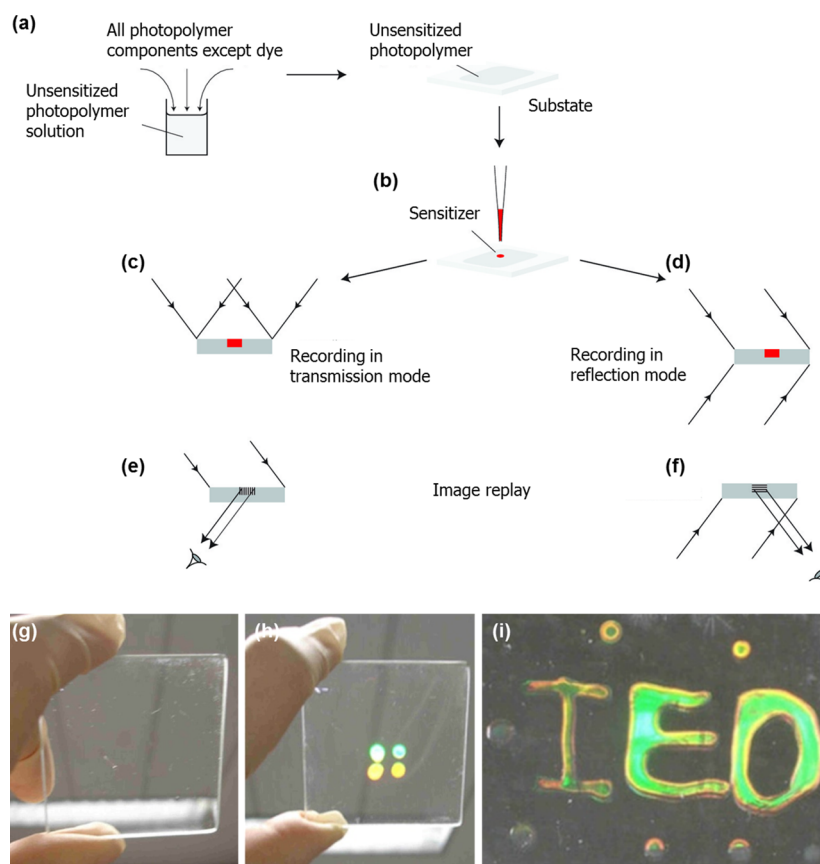 (a)
All photopolymer
components except dye
Unsensitized
photopolymer
Unsensitized
photopolymer
solution
Substate
(b)
Sensitizer
(c)
(d)
Recording in
transmission mode
Recording in
reflection mode
(e)
(f)
Image replay
(g)
(h)
(i)
IEO